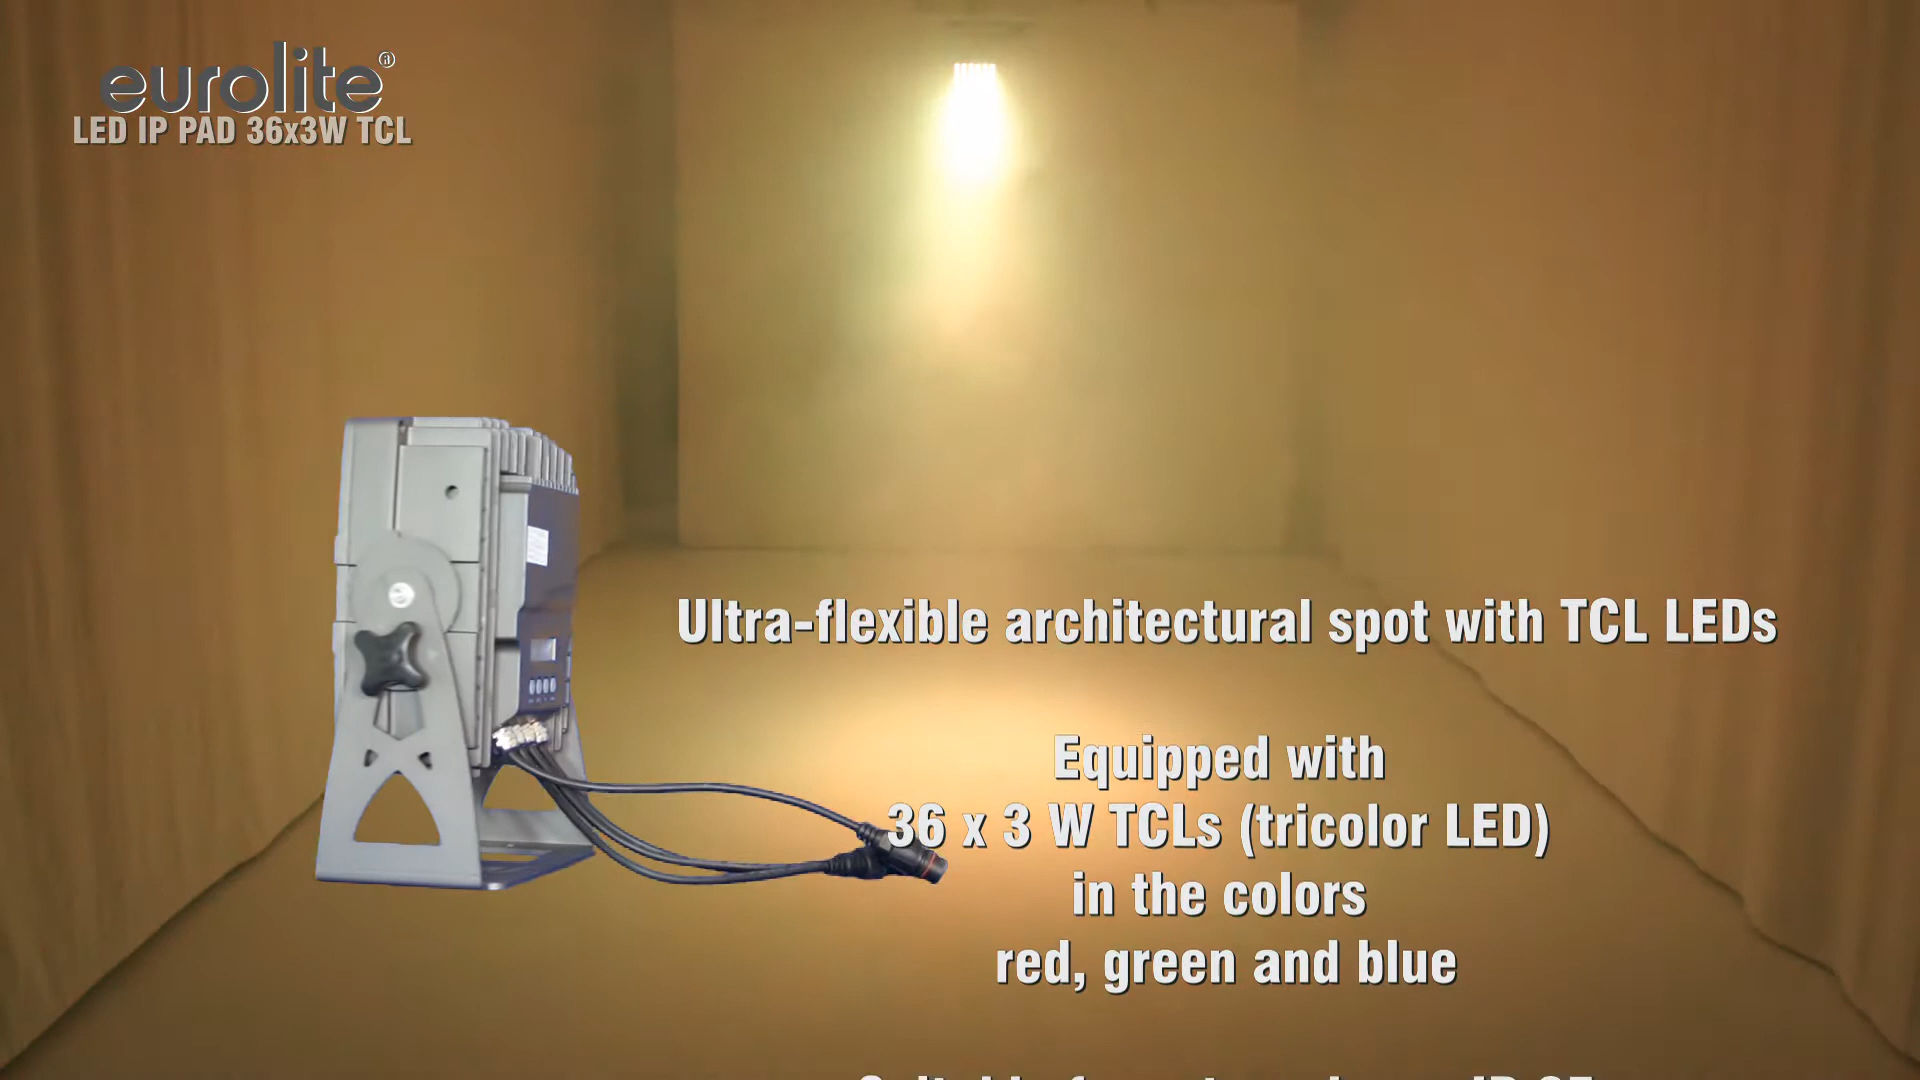 eurolite®
LED IP PAD 36x3W TCL
Ultra-flexible architectural spot with TCL LEDs
Equipped with
36 x 3 W TCLs (tricolor LED)
in the colors
red, green and blue